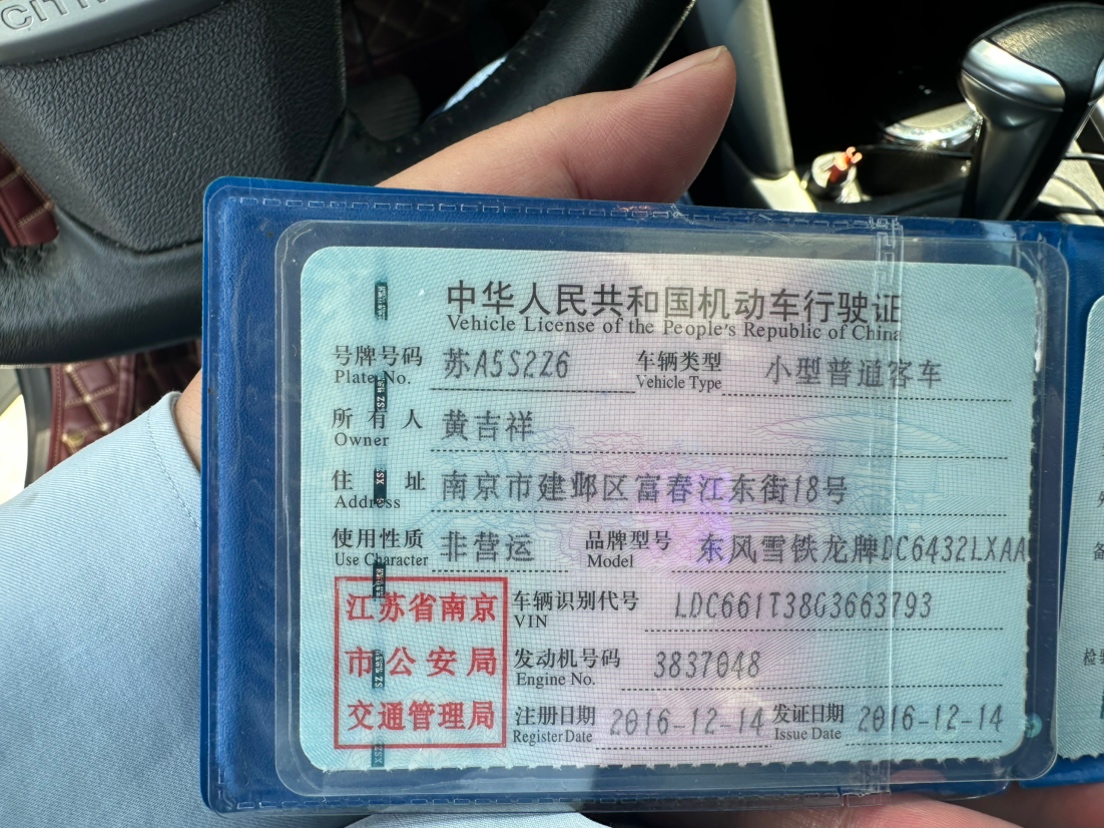 中华人民共和国机动车行驶证
Vehicle License of the People's Republic of China
号牌号码 苏A5S2Z6 车辆类型 小型普通客车
Plate No. Vehicle Type
所有人 黄吉祥
Owner
住址 南京市建邺区富春江东街18号
Address
使用性质 非营运 品牌型号 东风雪铁龙牌DC6432LXAA
Use Character Model
江苏省南京
市公安局
交通管理局
车辆识别代号 LDC661T38G3663793
VIN
发动机号码 3837048
Engine No.
注册日期 2016-12-14 发证日期 2016-12-14
Register Date Issue Date